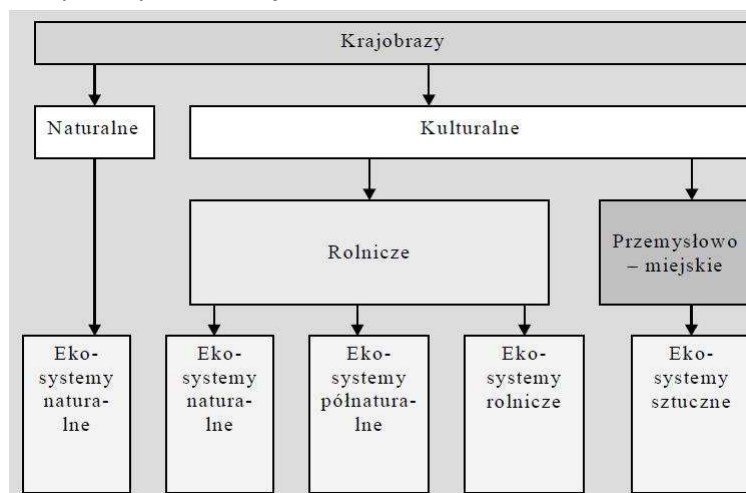 Krajobrazy
Naturalne
Kulturalne
Rolnicze
Przemysłowo
– miejskie
Eko-
systemy
natura-
lne
Eko-
systemy
natura-
lne
Eko-
systemy
półnatura-
lne
Eko-
systemy
rolnicze
Eko-
systemy
sztuczne